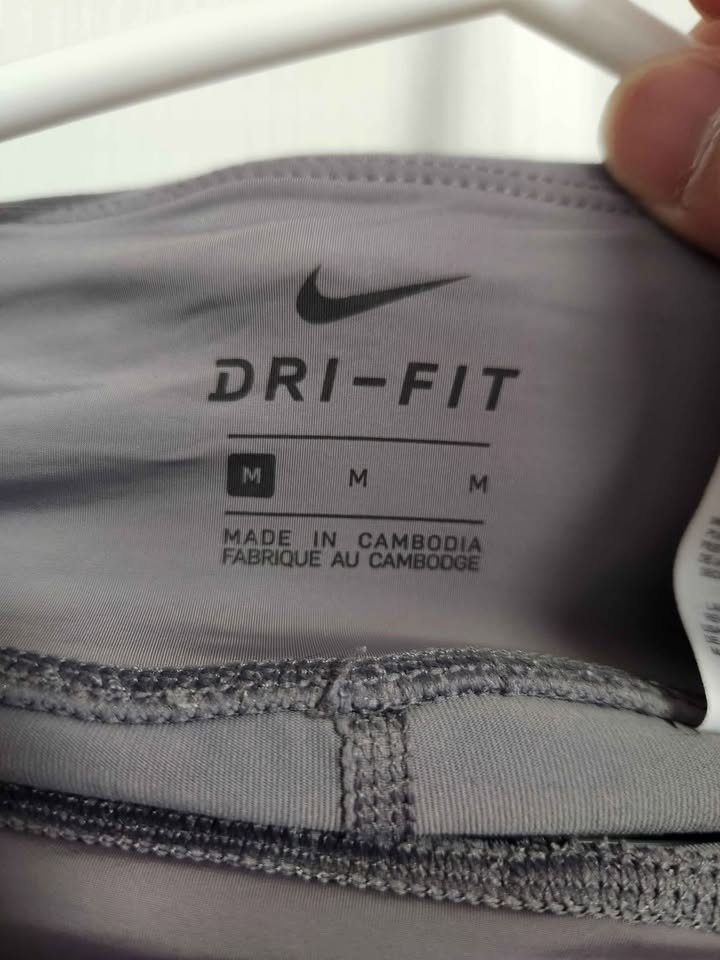 DRI-FIT
M M M
MADE IN CAMBODIA
FABRIQUE AU CAMBODGE